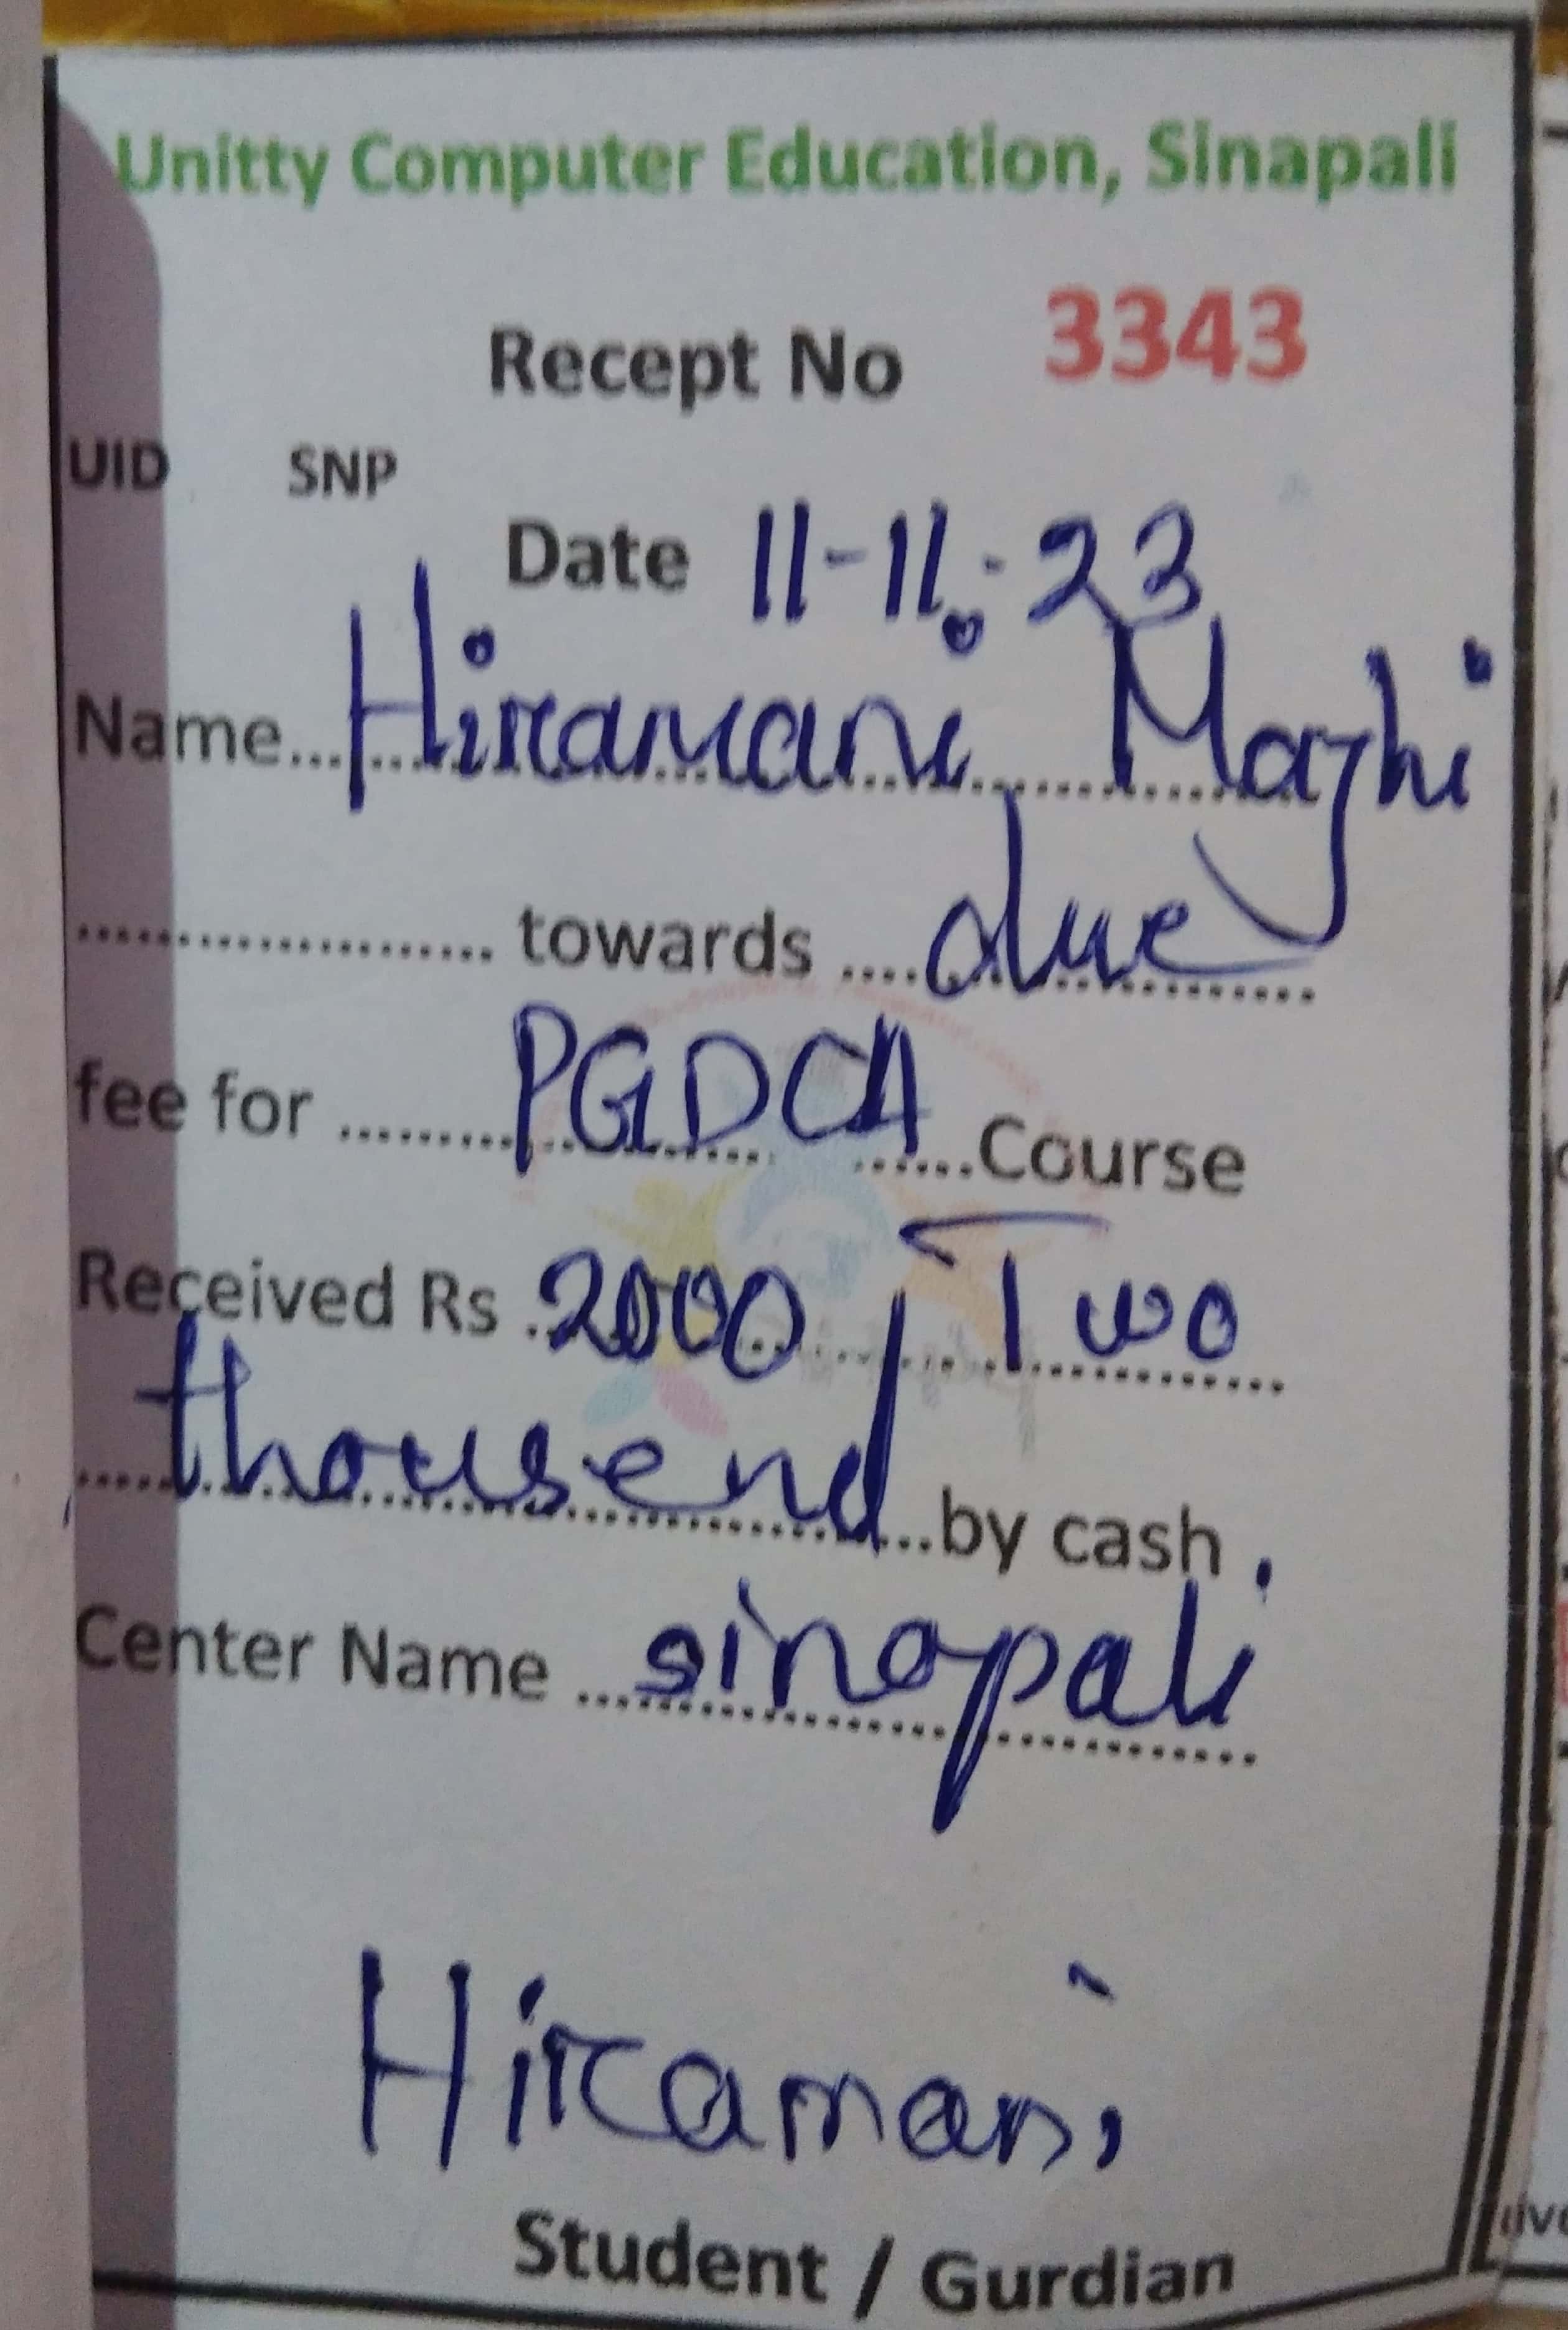 Unitty Computer Education, Sinapali
Recept No 3343
UID SNP
Date 11-11-23
Name... Hiramani Majhi
.................... towards .... due
fee for .......... PGDCA ......Course
Received Rs .2000/ Two
..... thousend ...by cash
Center Name ... sinapali
Hiramani
Student / Gurdian